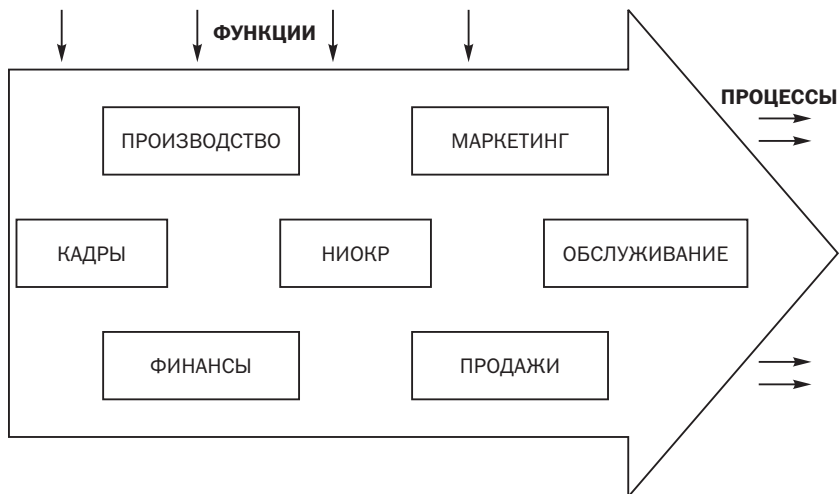 ФУНКЦИИ
ПРОЦЕССЫ
ПРОИЗВОДСТВО
МАРКЕТИНГ
КАДРЫ
НИОКР
ОБСЛУЖИВАНИЕ
ФИНАНСЫ
ПРОДАЖИ